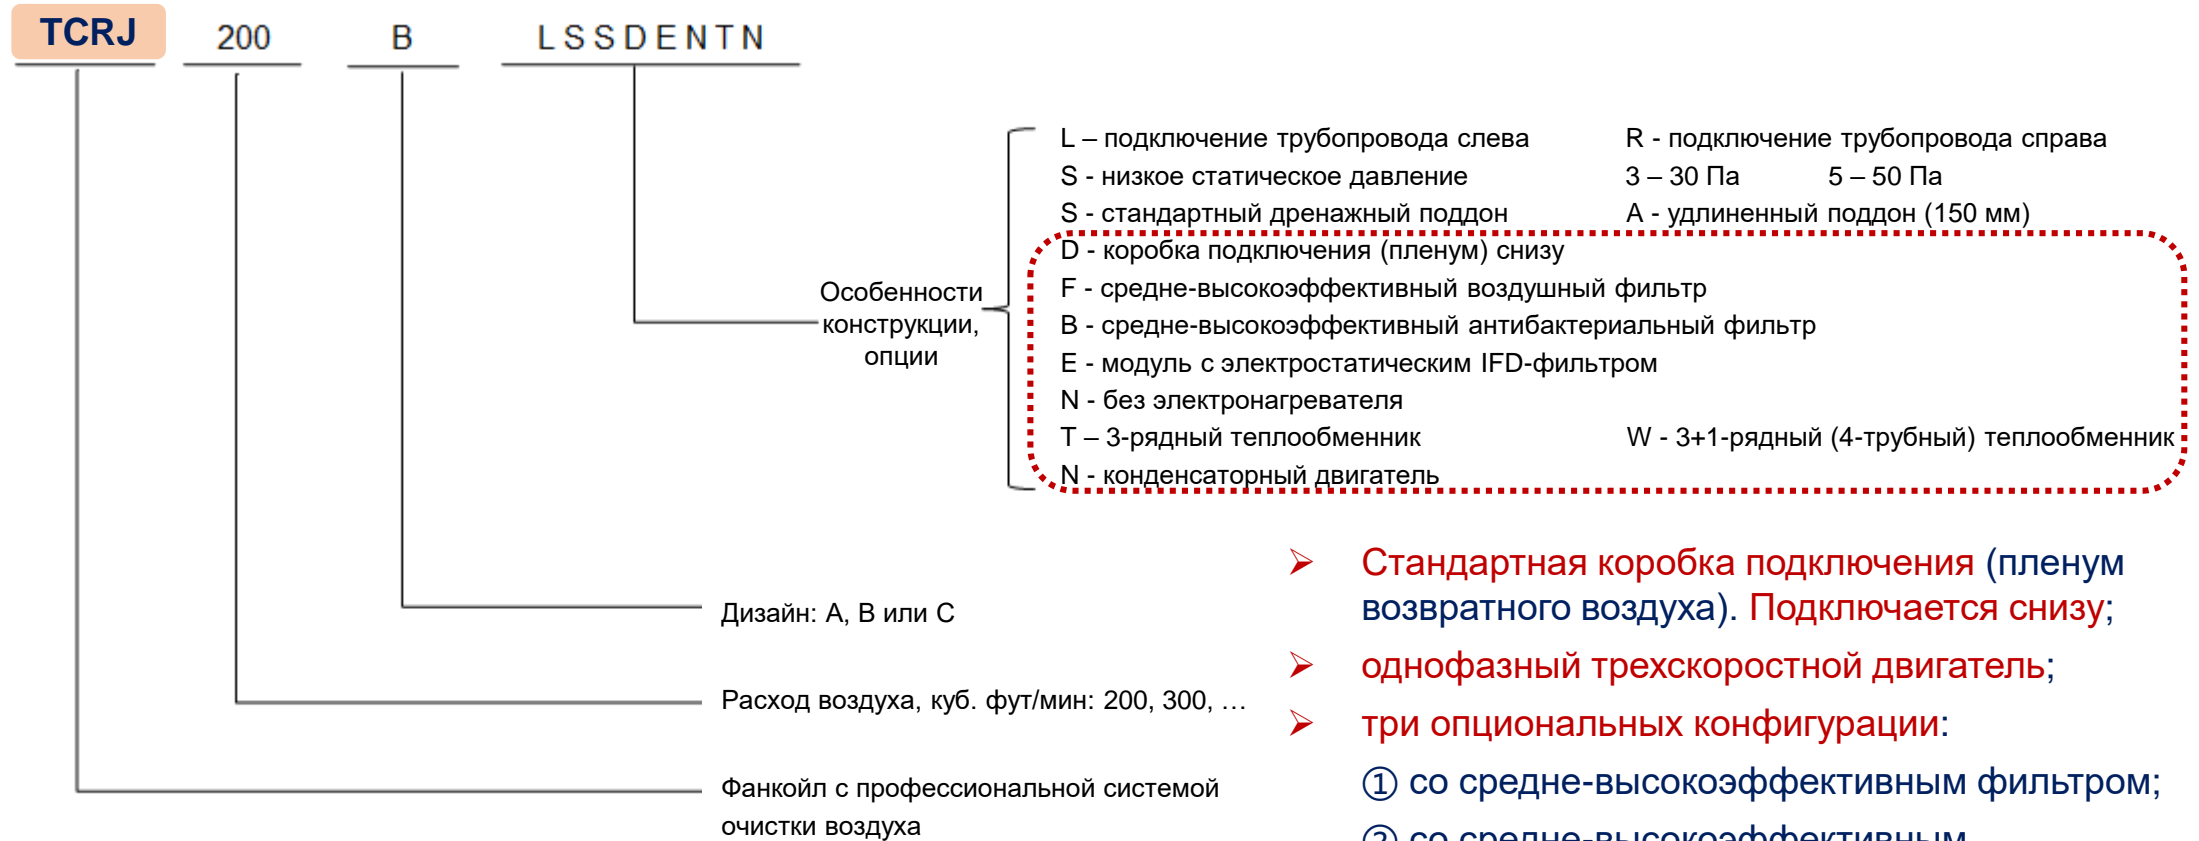 TCRJ 200 B LSSDENTN
L – подключение трубопровода слева R - подключение трубопровода справа
S - низкое статическое давление 3 – 30 Па 5 – 50 Па
S - стандартный дренажный поддон A - удлиненный поддон (150 мм)
D - коробка подключения (пленум) снизу
F - средне-высокоэффективный воздушный фильтр
B - средне-высокоэффективный антибактериальный фильтр
E - модуль с электростатическим IFD-фильтром
N - без электронагревателя
T – 3-рядный теплообменник W - 3+1-рядный (4-трубный) теплообменник
N - конденсаторный двигатель
Особенности
конструкции,
опции
Дизайн: A, B или C
Расход воздуха, куб. фут/мин: 200, 300, …
Фанкойл с профессиональной системой
очистки воздуха
➢ Стандартная коробка подключения (пленум
возвратного воздуха). Подключается снизу;
➢ однофазный трехскоростной двигатель;
➢ три опциональных конфигурации:
① со средне-высокоэффективным фильтром;
② со средне-высокоэффективным